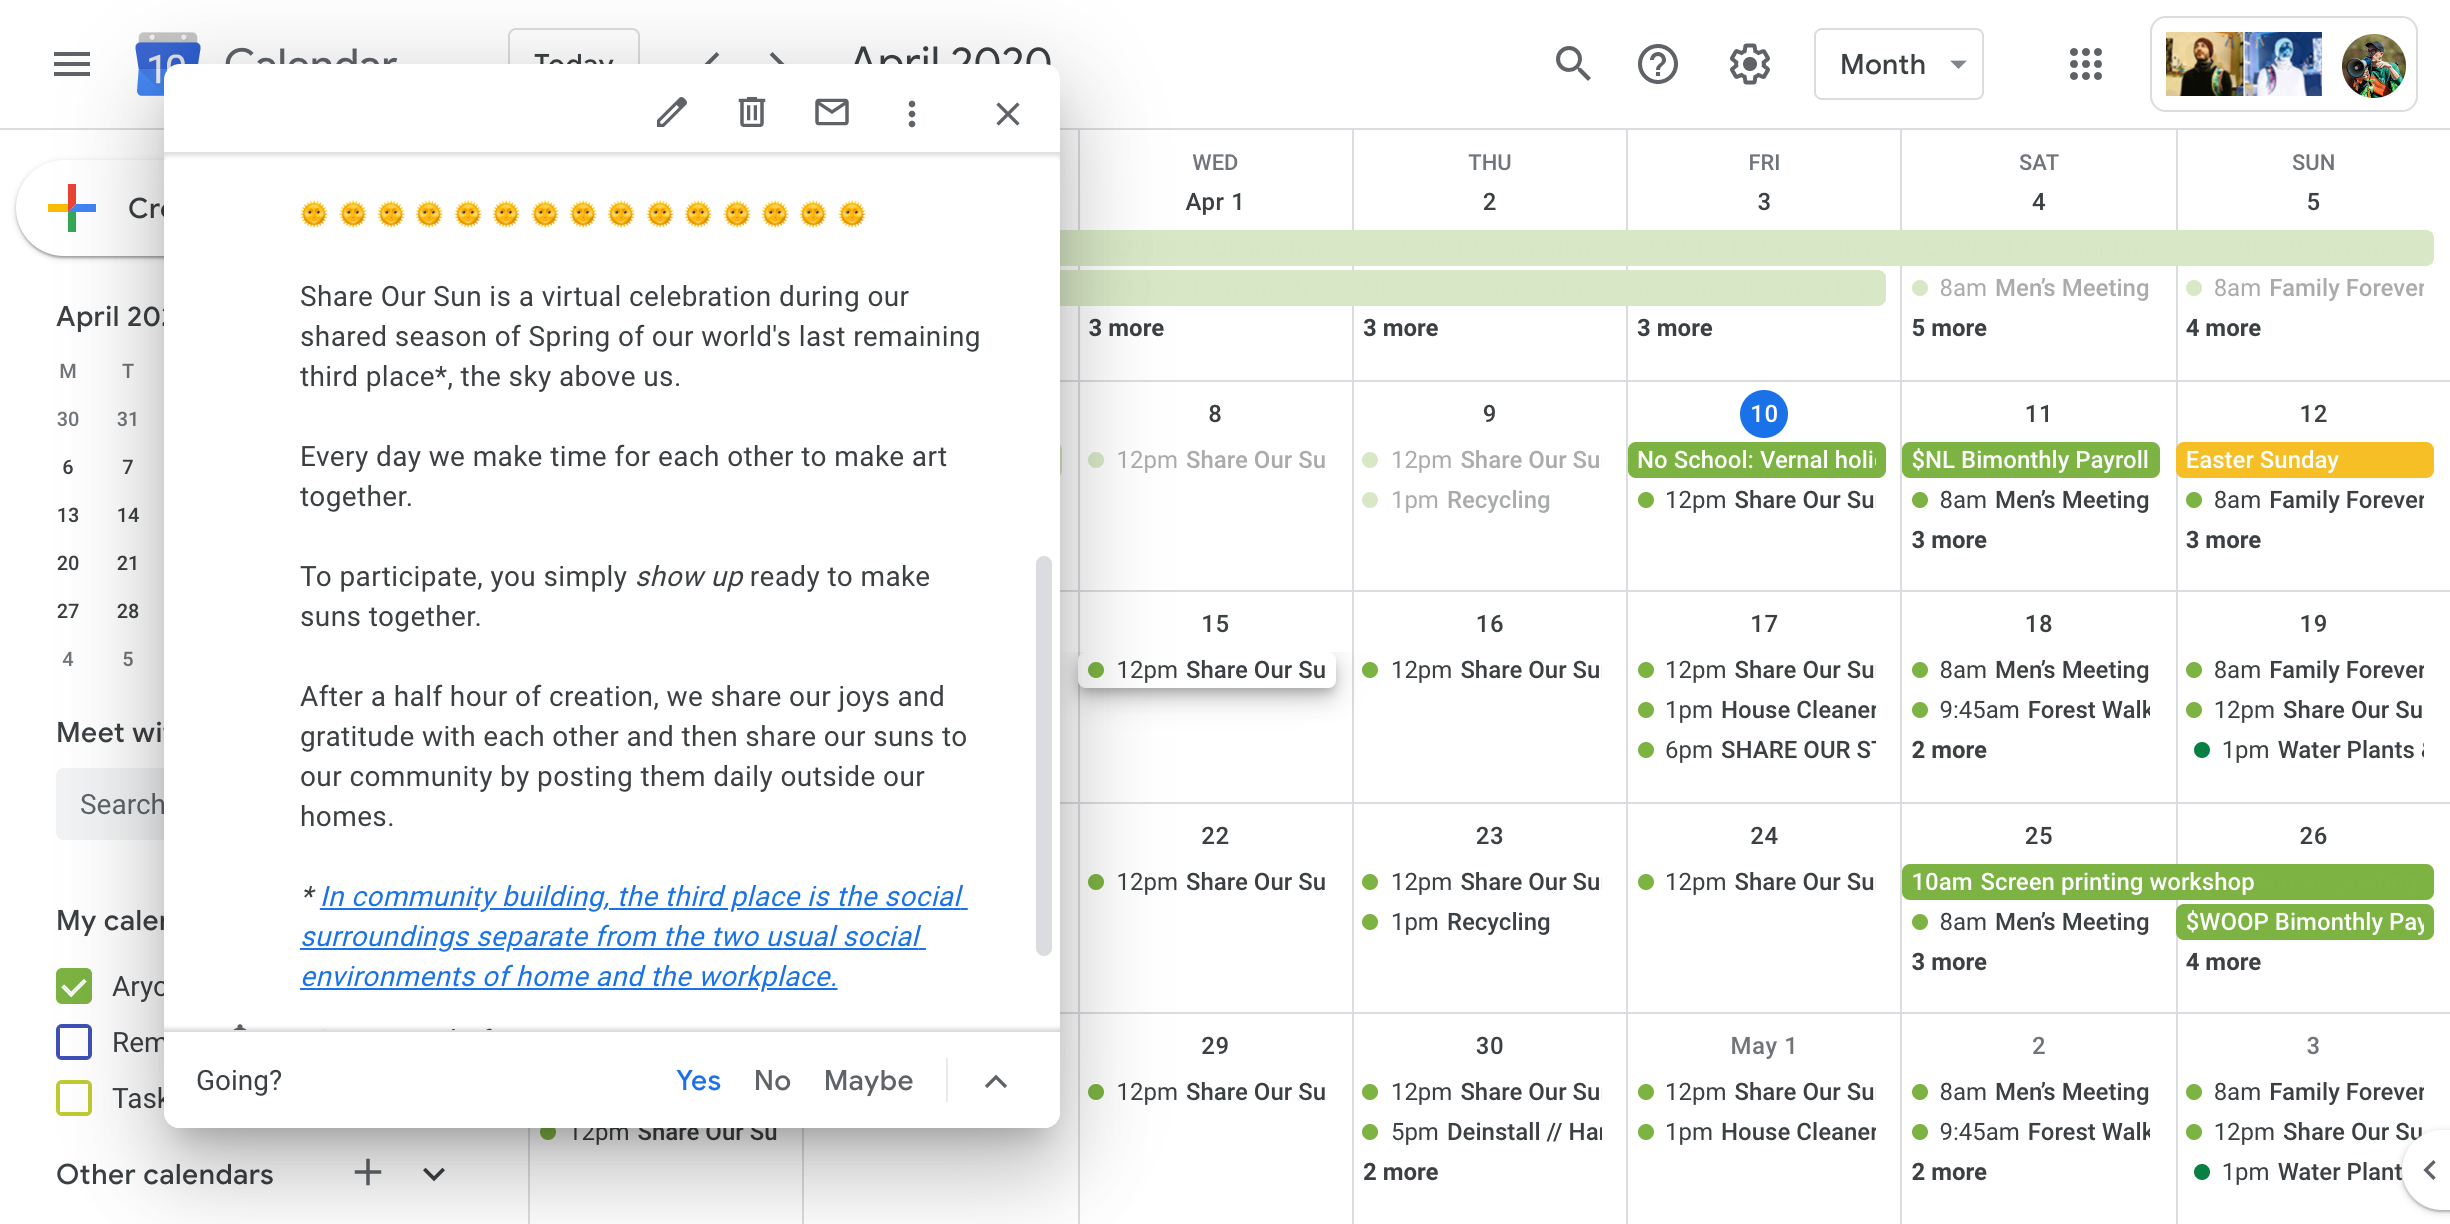 10 Calendar
Today
April 2020
Month
Cre
April 202
M T
30 31
6 7
13 14
20 21
27 28
4 5
Meet wi
Search
My caler
Aryo
Rem
Task
Other calendars
Share Our Sun is a virtual celebration during our
shared season of Spring of our world's last remaining
third place*, the sky above us.
Every day we make time for each other to make art
together.
To participate, you simply show up ready to make
suns together.
After a half hour of creation, we share our joys and
gratitude with each other and then share our suns to
our community by posting them daily outside our
homes.
* In community building, the third place is the social
surroundings separate from the two usual social
environments of home and the workplace.
Going? Yes No Maybe
12pm Share Our Su
WED THU FRI SAT SUN
Apr 1 2 3 4 5
8am Men's Meeting
8am Family Forever
3 more
3 more
3 more
5 more
4 more
8 9 10 11 12
12pm Share Our Su
12pm Share Our Su
1pm Recycling
No School: Vernal holi
12pm Share Our Su
$NL Bimonthly Payroll
8am Men's Meeting
3 more
Easter Sunday
8am Family Forever
3 more
15 16 17 18 19
12pm Share Our Su
12pm Share Our Su
12pm Share Our Su
1pm House Cleaner
6pm SHARE OUR ST
8am Men's Meeting
9:45am Forest Walk
2 more
8am Family Forever
12pm Share Our Su
1pm Water Plants &
22 23 24 25 26
12pm Share Our Su
12pm Share Our Su
1pm Recycling
12pm Share Our Su
10am Screen printing workshop
8am Men's Meeting
3 more
$WOOP Bimonthly Pay
4 more
29 30 May 1 2 3
12pm Share Our Su
12pm Share Our Su
5pm Deinstall // Har
2 more
12pm Share Our Su
1pm House Cleaner
8am Men's Meeting
9:45am Forest Walk
2 more
8am Family Forever
12pm Share Our Su
1pm Water Plant